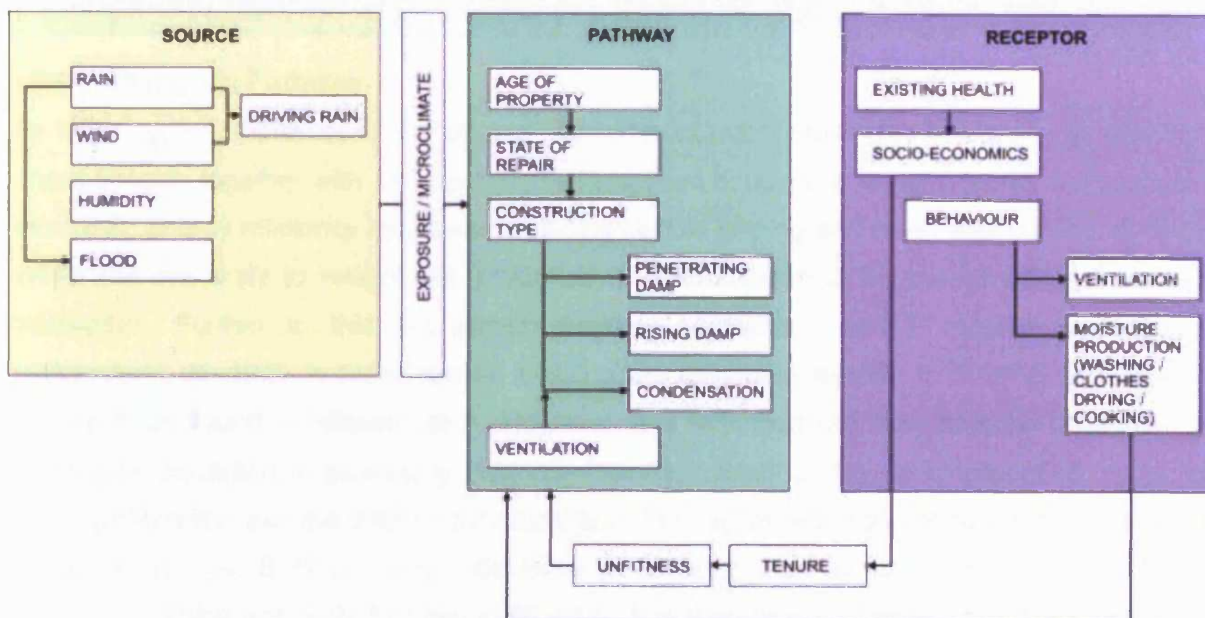 SOURCE
RAIN
DRIVING RAIN
WIND
HUMIDITY
FLOOD
EXPOSURE / MICROCLIMATE
PATHWAY
AGE OF
PROPERTY
STATE OF
REPAIR
CONSTRUCTION
TYPE
PENETRATING
DAMP
RISING DAMP
CONDENSATION
VENTILATION
RECEPTOR
EXISTING HEALTH
SOCIO-ECONOMICS
BEHAVIOUR
VENTILATION
MOISTURE
PRODUCTION
(WASHING /
CLOTHES
DRYING /
COOKING)
UNFITNESS
TENURE